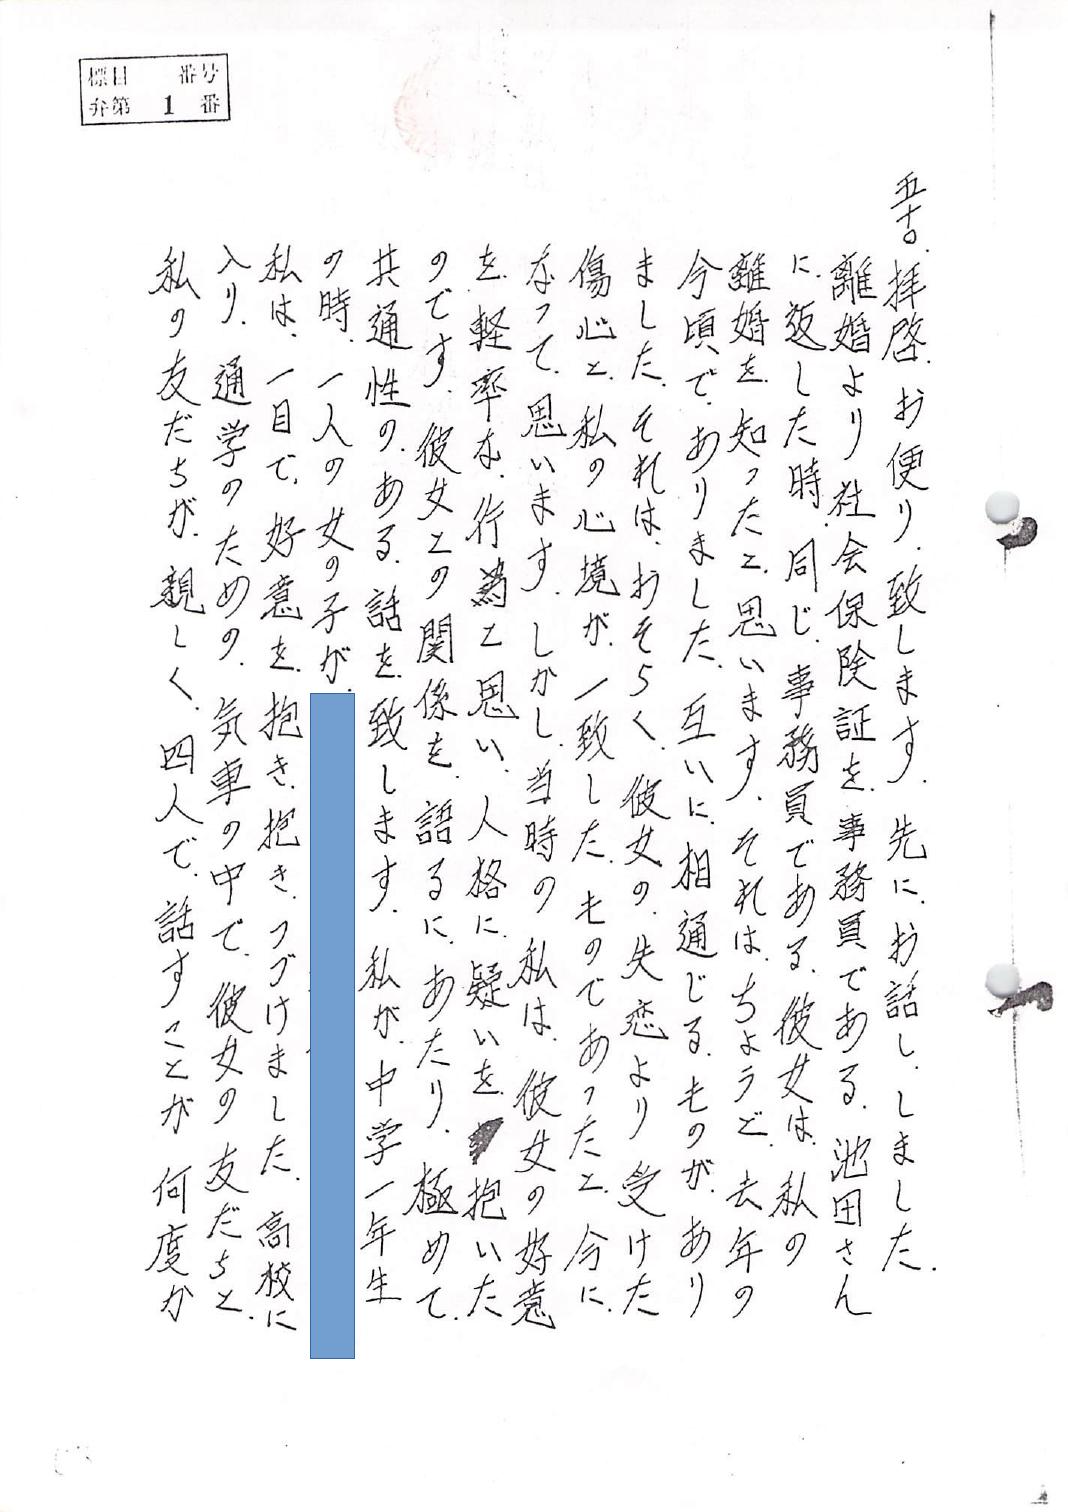 標目 番号
弁第 1 番
拝啓.お便り.致します.先に.お話し.しました.
離婚より社会保険証を.事務員である.池田さん
に.返した時.同じ.事務員である.彼女は.私の
離婚を.知ったと.思います.それは.ちょうど.去年の
今頃で.ありました.互いに.相通じる.ものが.あり
ました.それは.おそらく.彼女の.失恋より受けた
傷心と.私の心境が.一致した.ものであったと.今に.
なって.思います.しかし.当時の私は.彼女の好意
を.軽率な.行為と思い.人格に.疑いを.抱いた
のです.彼女との関係を.語るに.あたり.極めて.
共通性の.ある.話を.致します.私が.中学一年生
の時.一人の女の子が.
私は.一目で.好意を.抱き.抱き.つづけました.高校に
入り.通学のための.気車の中で.彼女の友だちと.
私の友だちが.親しく.四人で.話すことが何度か